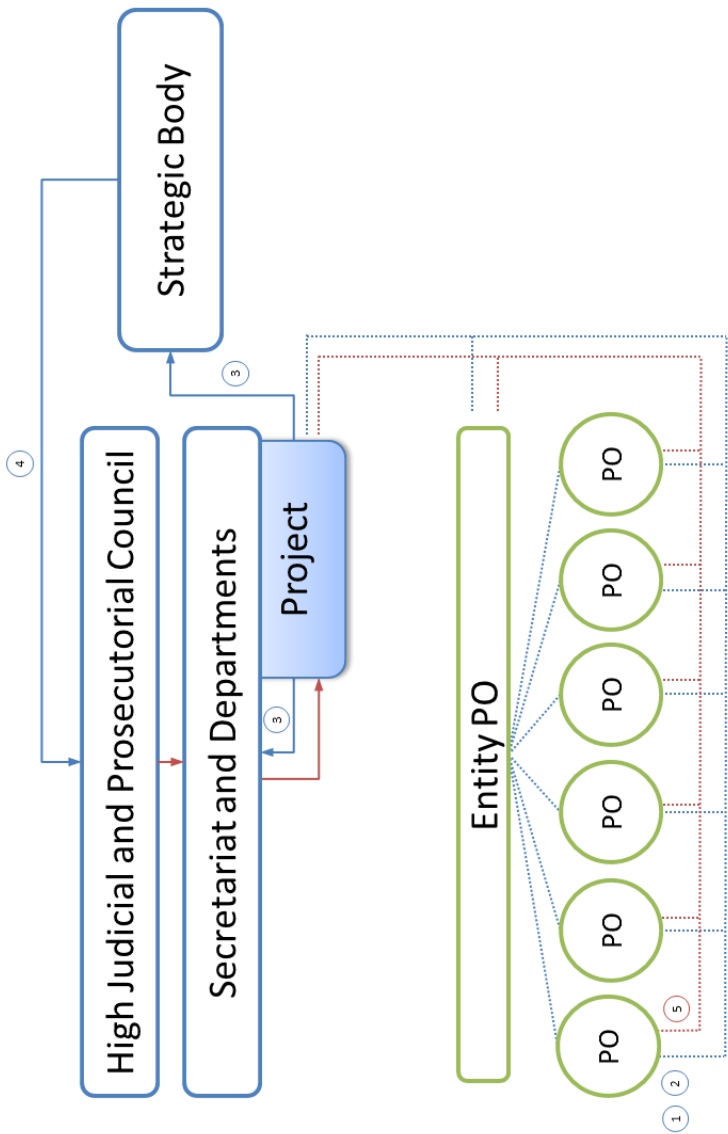 Strategic Body
4
3
High Judicial and Prosecutorial Council
Secretariat and Departments
3
Project
Entity PO
PO
PO
PO
PO
PO
PO
5
1
2